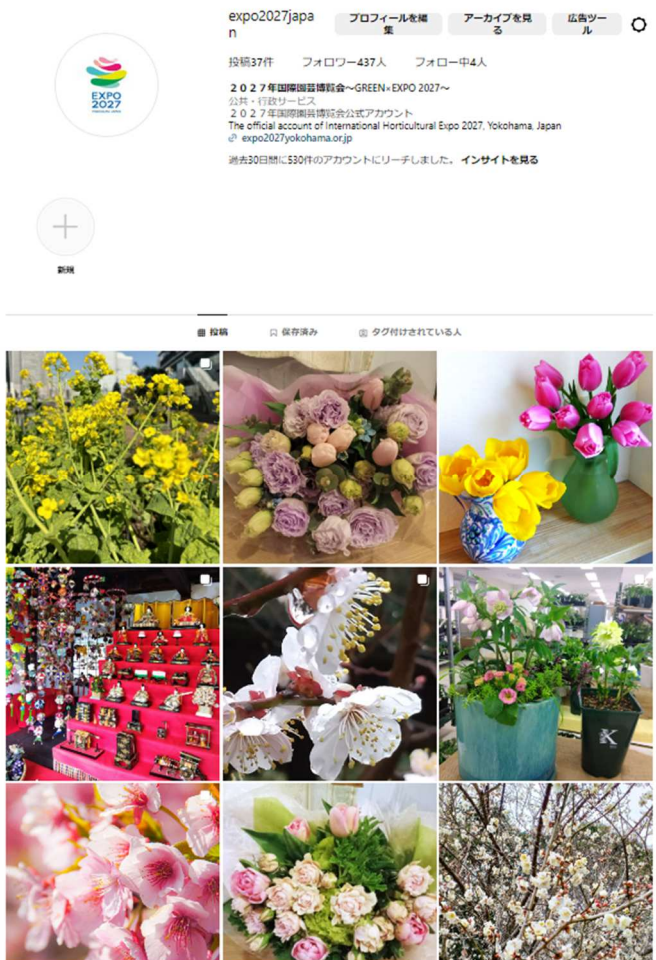 expo2027japa
n
プロフィールを編
集
アーカイブを見
る
広告ツー
ル
投稿37件 フォロワー437人 フォロー中4人
EXPO
2027
２０２７年国際園芸博覧会～GREEN×EXPO 2027～
公共・行政サービス
２０２７年国際園芸博覧会公式アカウント
The official account of International Horticultural Expo 2027, Yokohama, Japan
expo2027yokohama.or.jp
過去30日間に530件のアカウントにリーチしました。 インサイトを見る
新規
投稿 保存済み タグ付けされている人
K